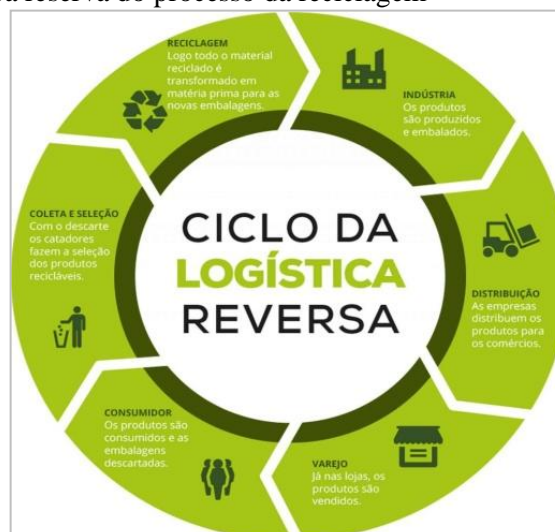 reserva do processo da reciclagem
CICLO DA
LOGÍSTICA
REVERSA
INDÚSTRIA
Os produtos
são produzidos
e embalados.
DISTRIBUIÇÃO
As empresas
distribuem os
produtos para
os comércios.
VAREJO
Já nas lojas, os
produtos são
vendidos.
CONSUMIDOR
Os produtos são
consumidos e as
embalagens
descartadas.
COLETA E SELEÇÃO
Com o descarte
os catadores
fazem a seleção
dos produtos
recicláveis.
RECICLAGEM
Logo todo o material
reciclado é
transformado em
matéria prima para as
novas embalagens.